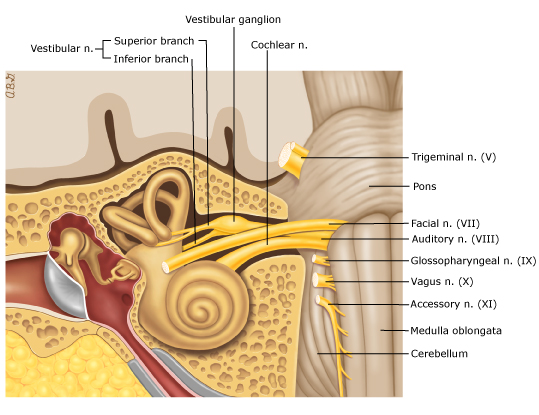 Vestibular ganglion
Vestibular n.
Superior branch
Inferior branch
Cochlear n.
Trigeminal n. (V)
Pons
Facial n. (VII)
Auditory n. (VIII)
Glossopharyngeal n. (IX)
Vagus n. (X)
Accessory n. (XI)
Medulla oblongata
Cerebellum